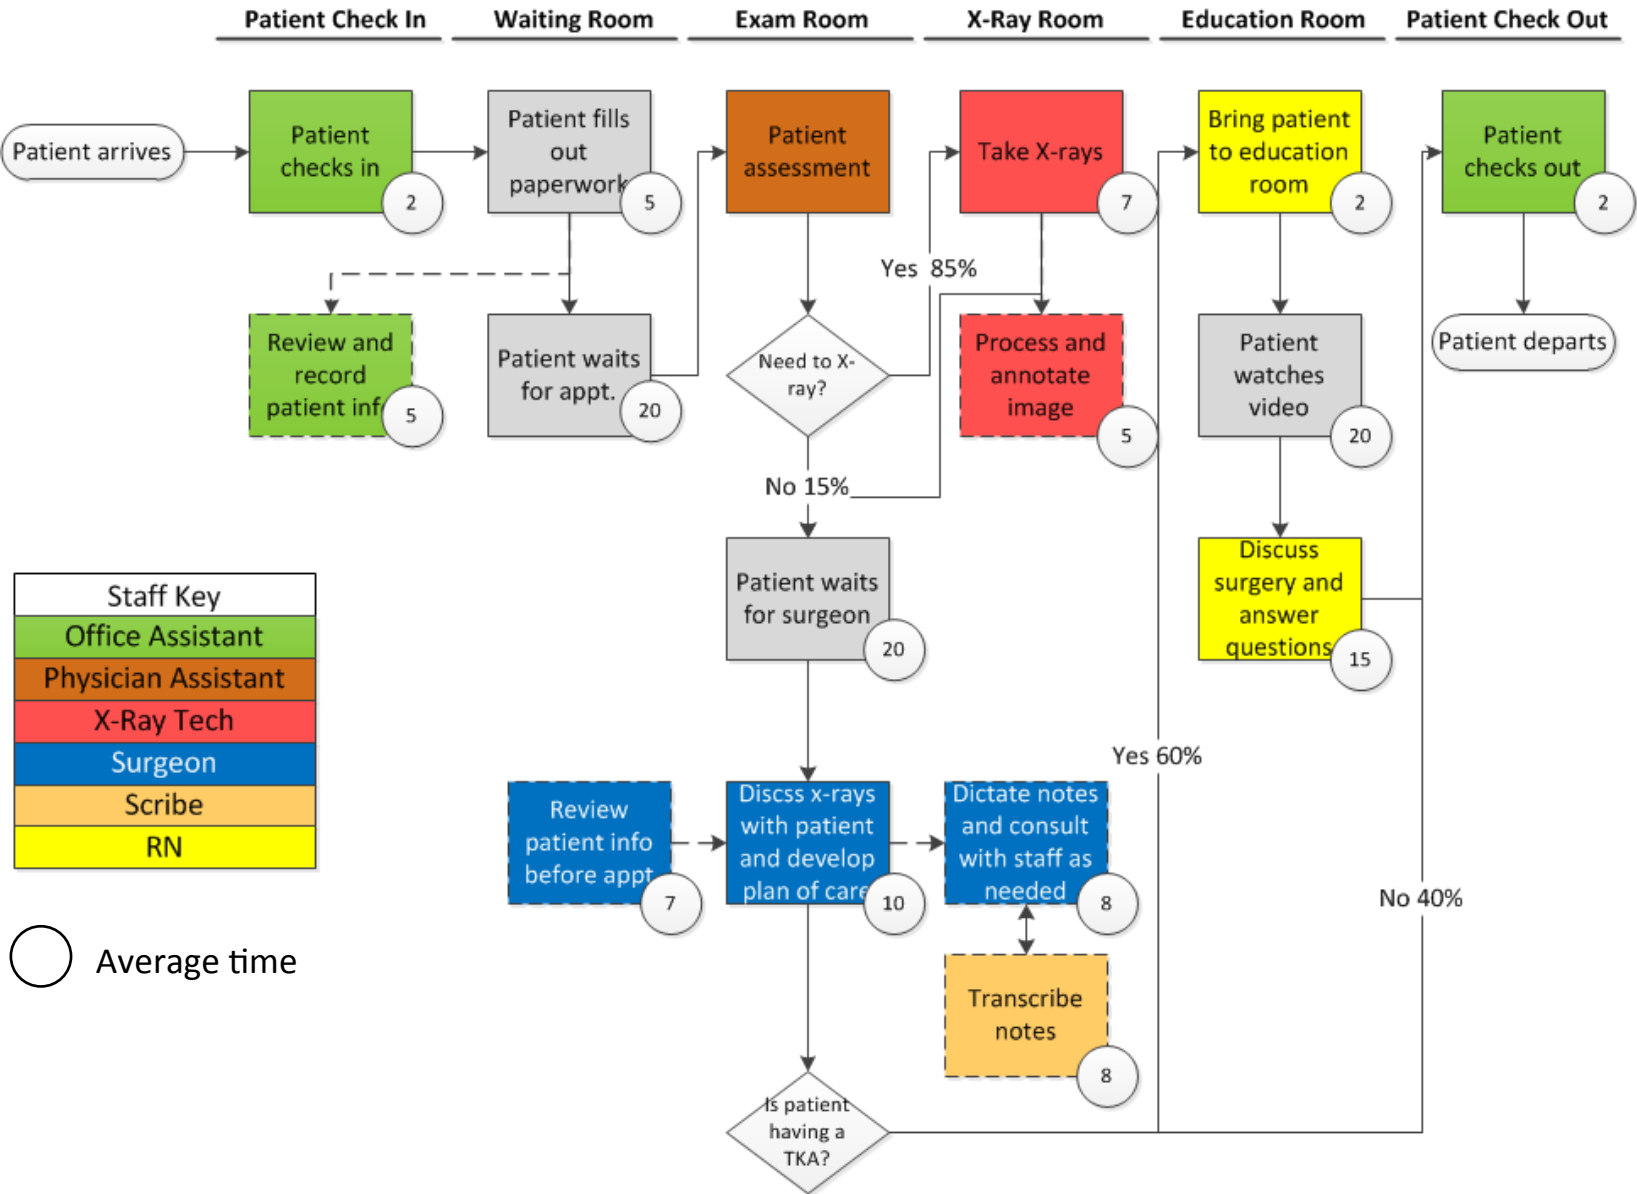 Patient Check In
Waiting Room
Exam Room
X-Ray Room
Education Room
Patient Check Out
Patient arrives
Patient
checks in
2
Patient fills
out
paperwork
5
Patient
assessment
Take X-rays
7
Bring patient
to education
room
2
Patient
checks out
2
Yes 85%
Review and
record
patient inf
5
Patient waits
for appt.
20
Need to X-
ray?
Process and
annotate
image
5
Patient
watches
video
20
Patient departs
No 15%
Patient waits
for surgeon
20
Discuss
surgery and
answer
questions
15
Staff Key
Office Assistant
Physician Assistant
X-Ray Tech
Surgeon
Scribe
RN
Yes 60%
Review
patient info
before appt
7
Discss x-rays
with patient
and develop
plan of care
10
Dictate notes
and consult
with staff as
needed
8
No 40%
Average time
Transcribe
notes
8
Is patient
having a
TKA?